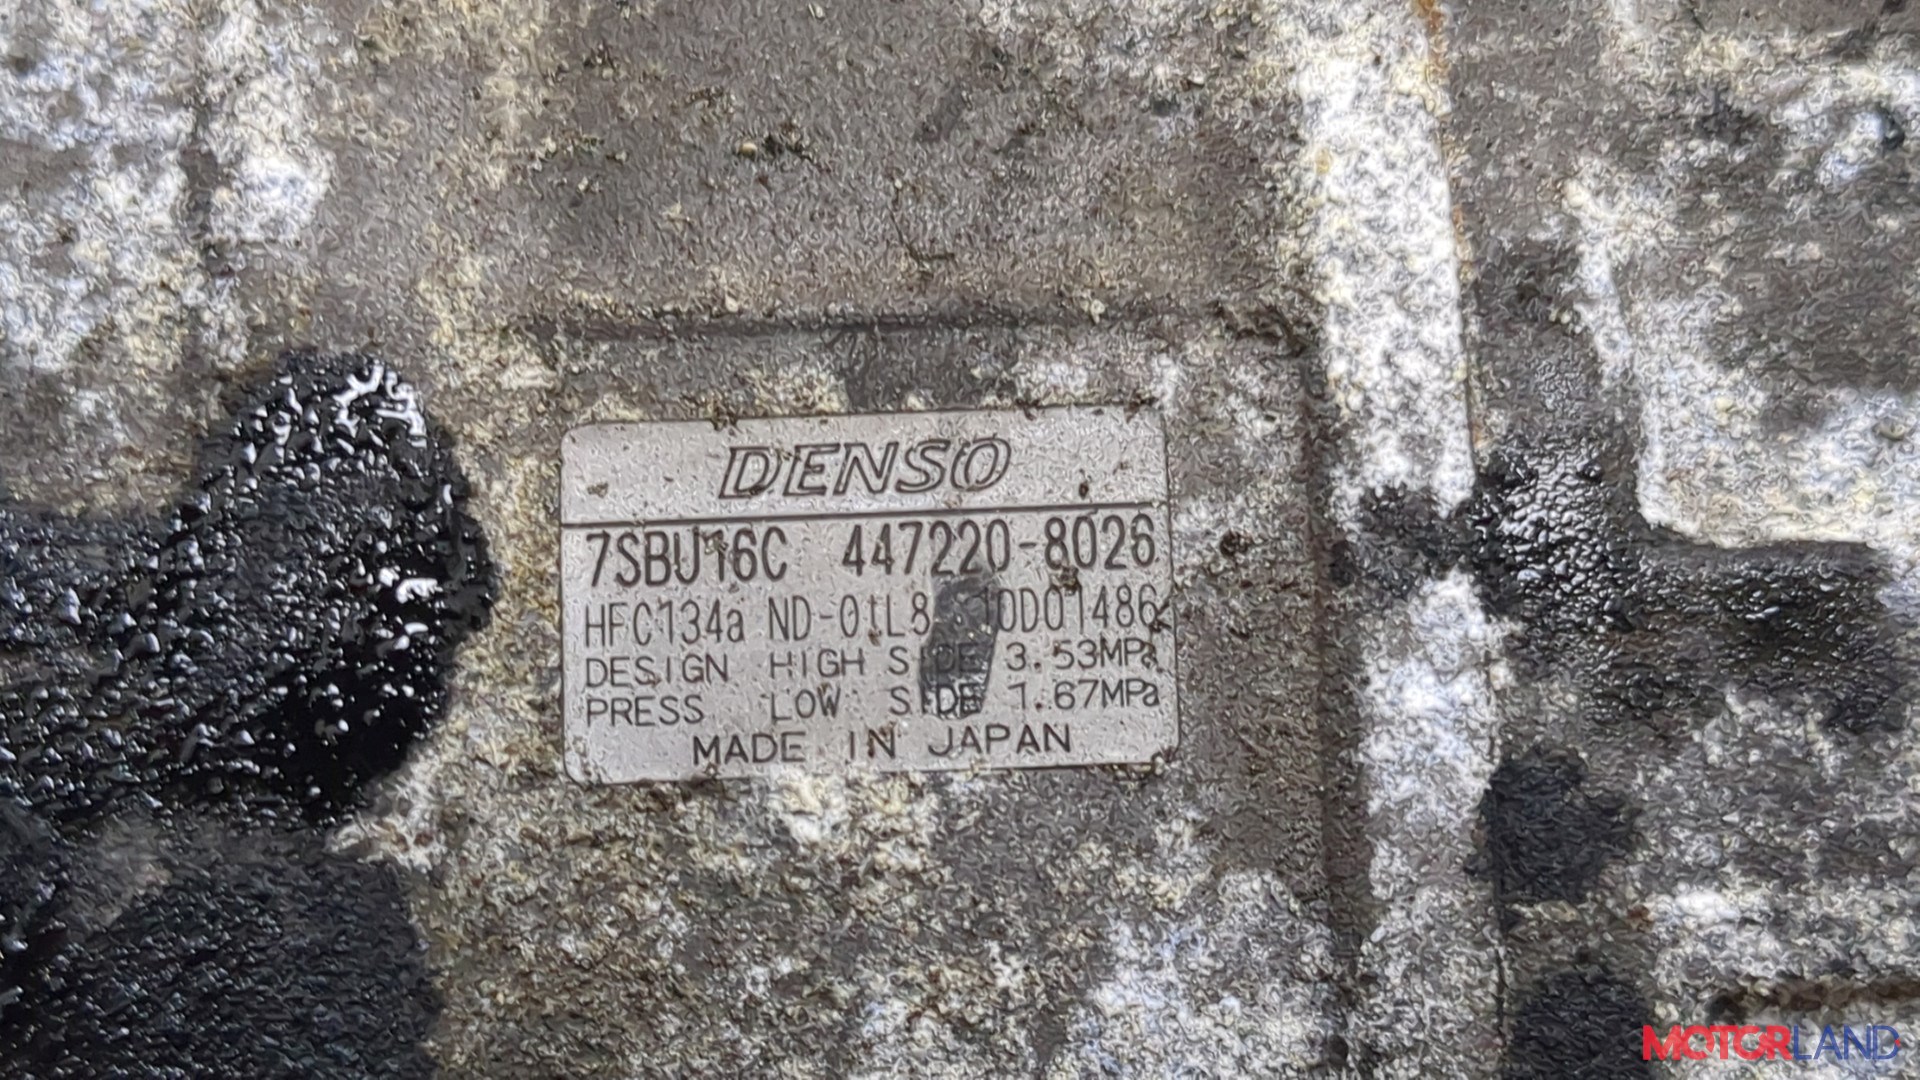 DENSO
7SBU16C 447220-8026
HFC134a ND-OIL8
DESIGN HIGH SIDE 3.53MPa
PRESS LOW SIDE 1.67MPa
MADE IN JAPAN
MOTORLAND